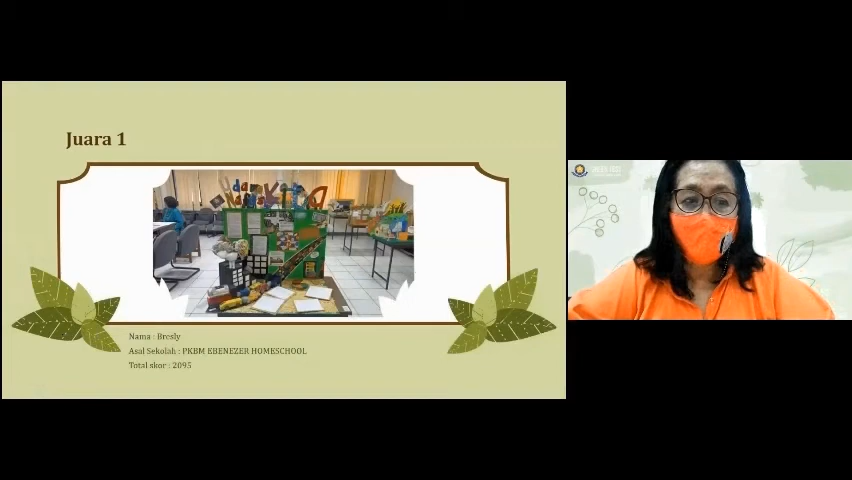 Juara 1
Nama : Bresly
Asal Sekolah : PKBM EBENEZER HOMESCHOOL
Total skor : 2095